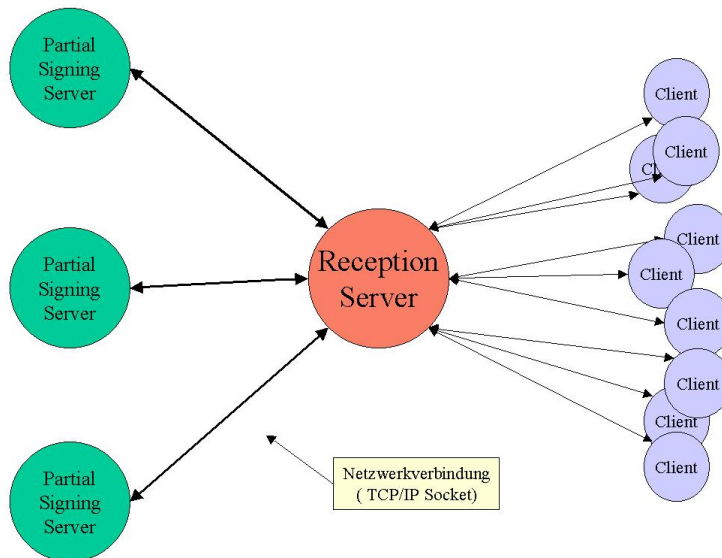 Partial
Signing
Server
Partial
Signing
Server
Partial
Signing
Server
Reception
Server
Client
Client
Client
Client
Client
Client
Client
Client
Netzwerkverbindung
( TCP/IP Socket)